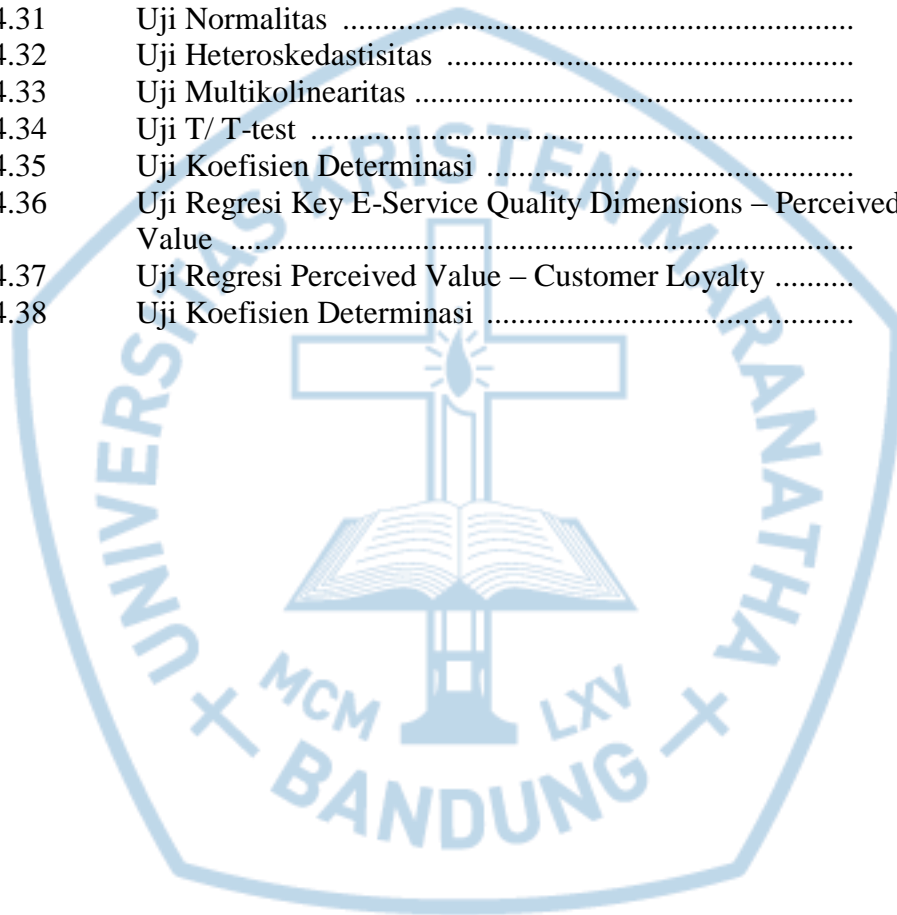 4.31 Uji Normalitas ....................................................................
4.32 Uji Heteroskedastisitas ......................................................
4.33 Uji Multikolinearitas ..........................................................
4.34 Uji T/ T-test ........................................................................
4.35 Uji Koefisien Determinasi .................................................
4.36 Uji Regresi Key E-Service Quality Dimensions – Perceived
Value ...................................................................................
4.37 Uji Regresi Perceived Value – Customer Loyalty ..........
4.38 Uji Koefisien Determinasi .................................................
UNIVERSITAS KRISTEN MARANATHA
MCM LXV
BANDUNG